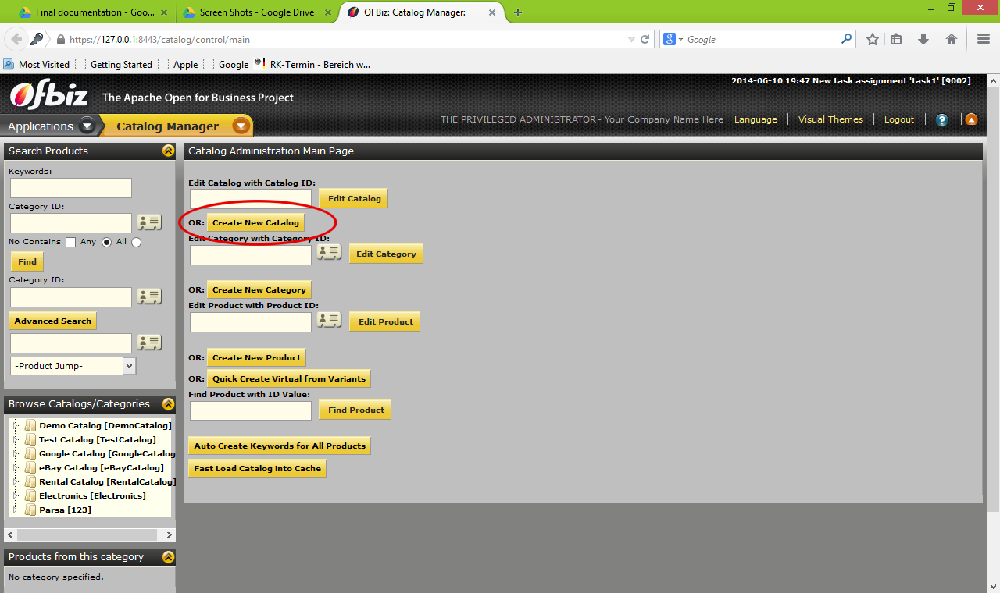 Final documentation - Goo...
Screen Shots - Google Drive
OFBiz: Catalog Manager:
https://127.0.0.1:8443/catalog/control/main
Google
Most Visited
Getting Started
Apple
Google
RK-Termin - Bereich w...
Ofbiz
The Apache Open for Business Project
2014-06-10 19:47 New task assignment 'task1' [9002]
Applications
Catalog Manager
THE PRIVILEGED ADMINISTRATOR - Your Company Name Here
Language
Visual Themes
Logout
?
Search Products
Keywords:
Category ID:
No Contains
Any
All
Find
Category ID:
Advanced Search
-Product Jump-
Browse Catalogs/Categories
Demo Catalog [DemoCatalog]
Test Catalog [TestCatalog]
Google Catalog [GoogleCatalog
eBay Catalog [eBayCatalog]
Rental Catalog [RentalCatalog]
Electronics [Electronics]
Parsa [123]
Products from this category
No category specified.
Catalog Administration Main Page
Edit Catalog with Catalog ID:
Edit Catalog
OR: Create New Catalog
Edit Category with Category ID:
Edit Category
OR: Create New Category
Edit Product with Product ID:
Edit Product
OR: Create New Product
OR: Quick Create Virtual from Variants
Find Product with ID Value:
Find Product
Auto Create Keywords for All Products
Fast Load Catalog into Cache